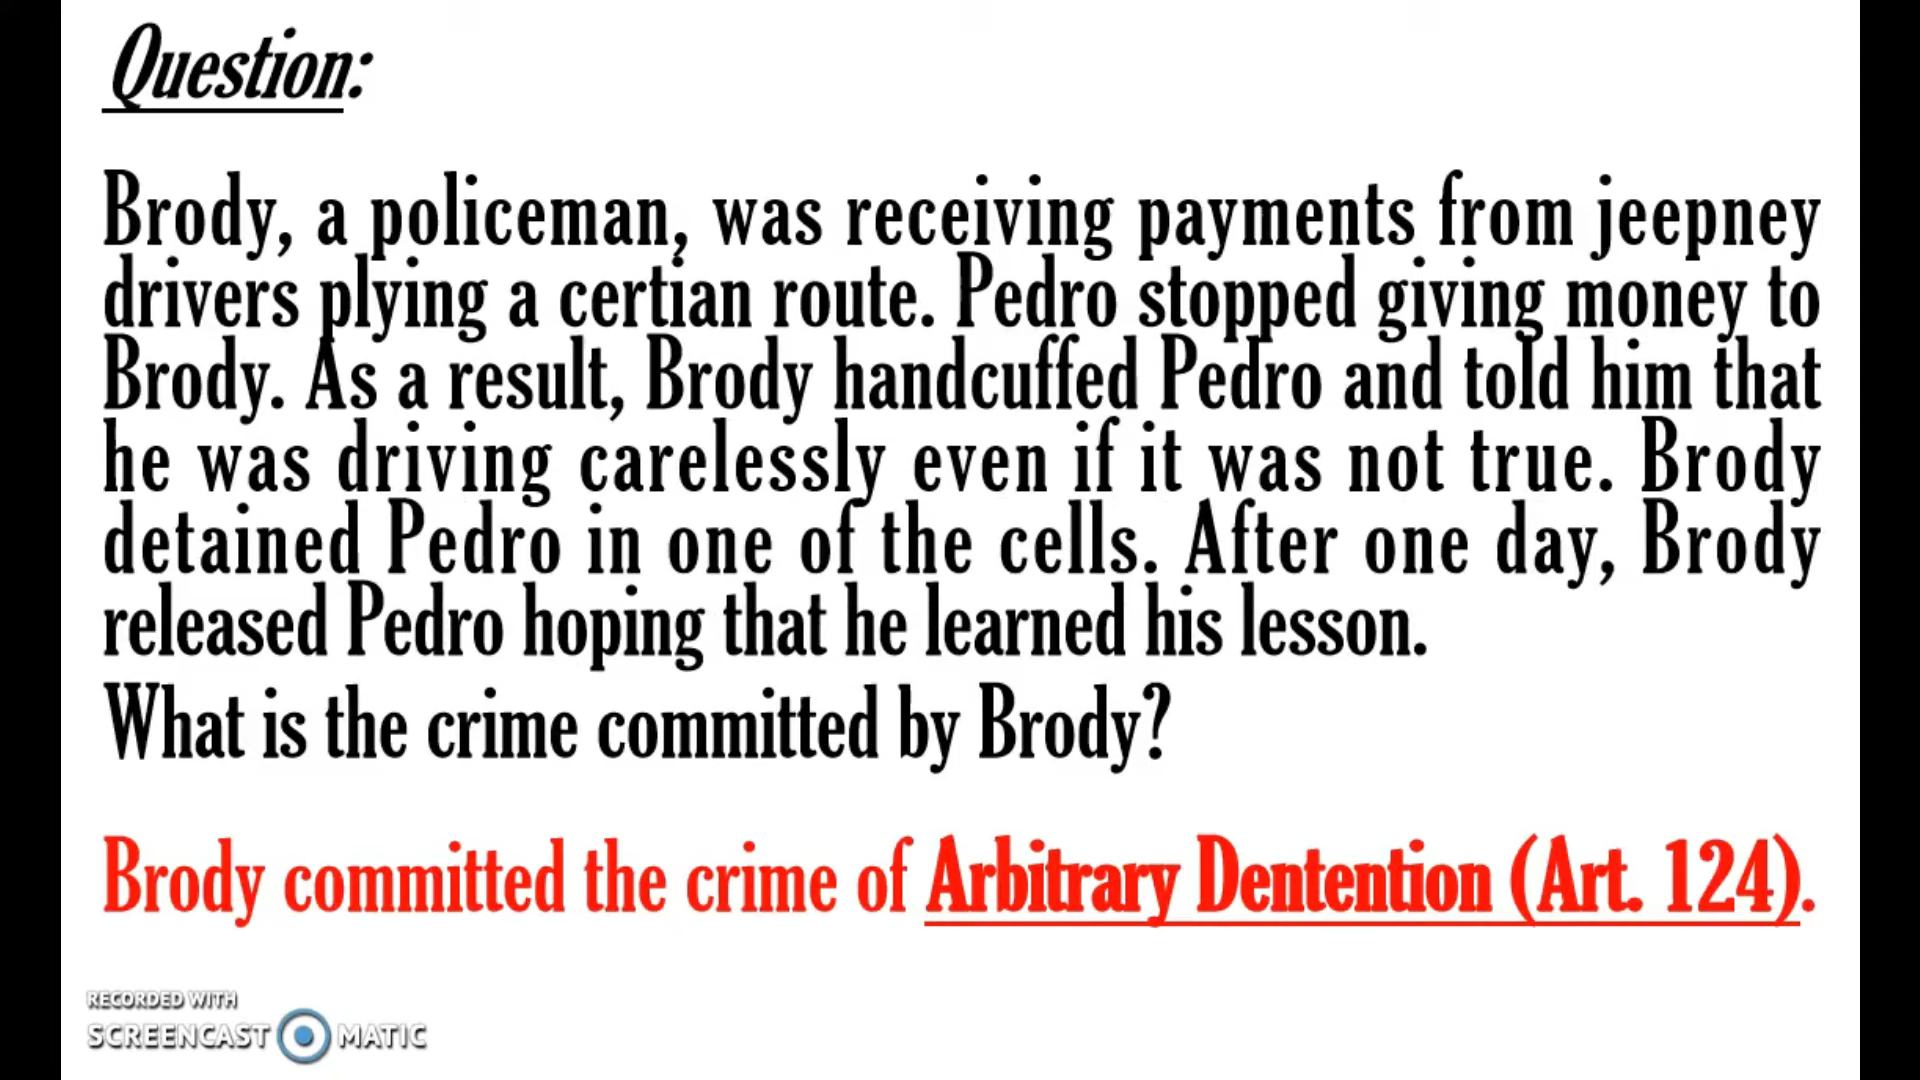 Question:
Brody, a policeman, was receiving payments from jeepney
drivers plying a certian route. Pedro stopped giving money to
Brody. As a result, Brody handcuffed Pedro and told him that
he was driving carelessly even if it was not true. Brody
detained Pedro in one of the cells. After one day, Brody
released Pedro hoping that he learned his lesson.
What is the crime committed by Brody?
Brody committed the crime of Arbitrary Dentention (Art. 124).
RECORDED WITH
SCREENCAST MATIC